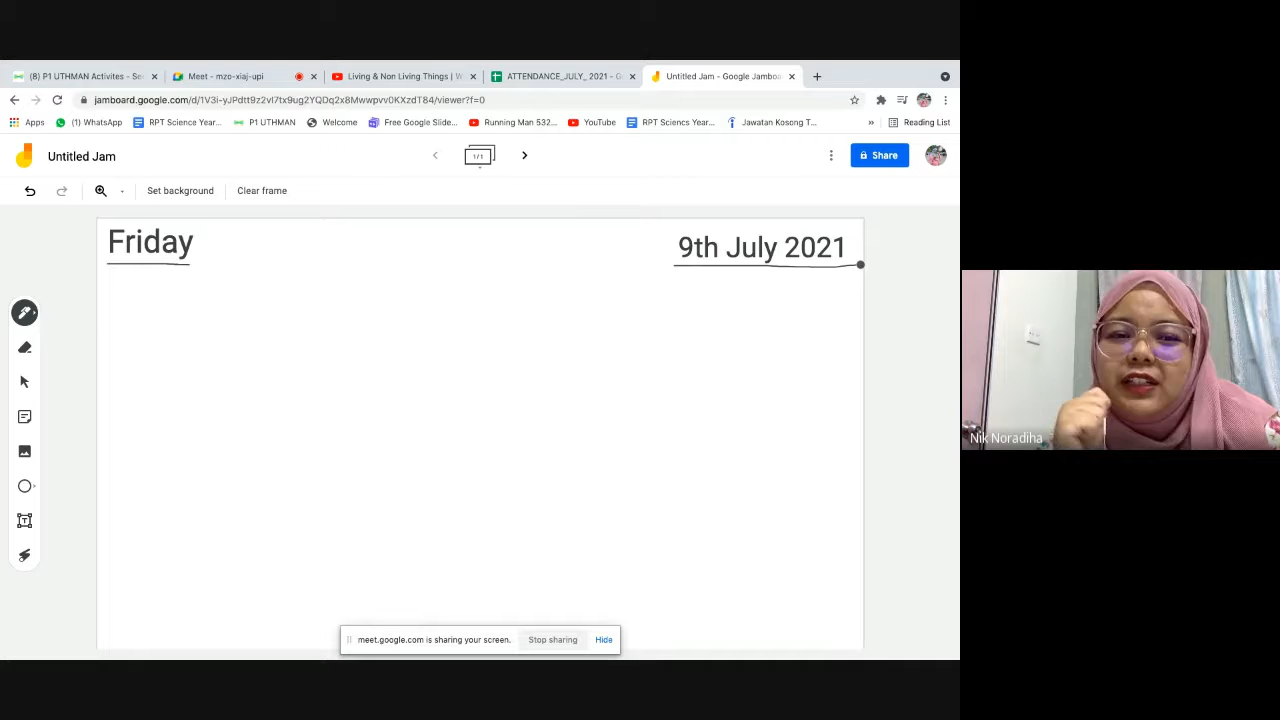 (8) P1 UTHMAN Activites - Se
Meet - mzo-xiaj-upi
Living & Non Living Things | W
ATTENDANCE_JULY_ 2021 - G
Untitled Jam - Google Jamboa
jamboard.google.com/d/1V3i-yJPdtt9z2vl7tx9ug2YQDq2x8Mwwpvv0KXzdT84/viewer?f=0
Apps
(1) WhatsApp
RPT Science Year...
P1 UTHMAN
Welcome
Free Google Slide...
Running Man 532...
YouTube
RPT Sciencs Year...
Jawatan Kosong T...
»
Reading List
Untitled Jam
1/1
Share
Set background
Clear frame
Friday
9th July 2021
Nik Noradiha
meet.google.com is sharing your screen.
Stop sharing
Hide